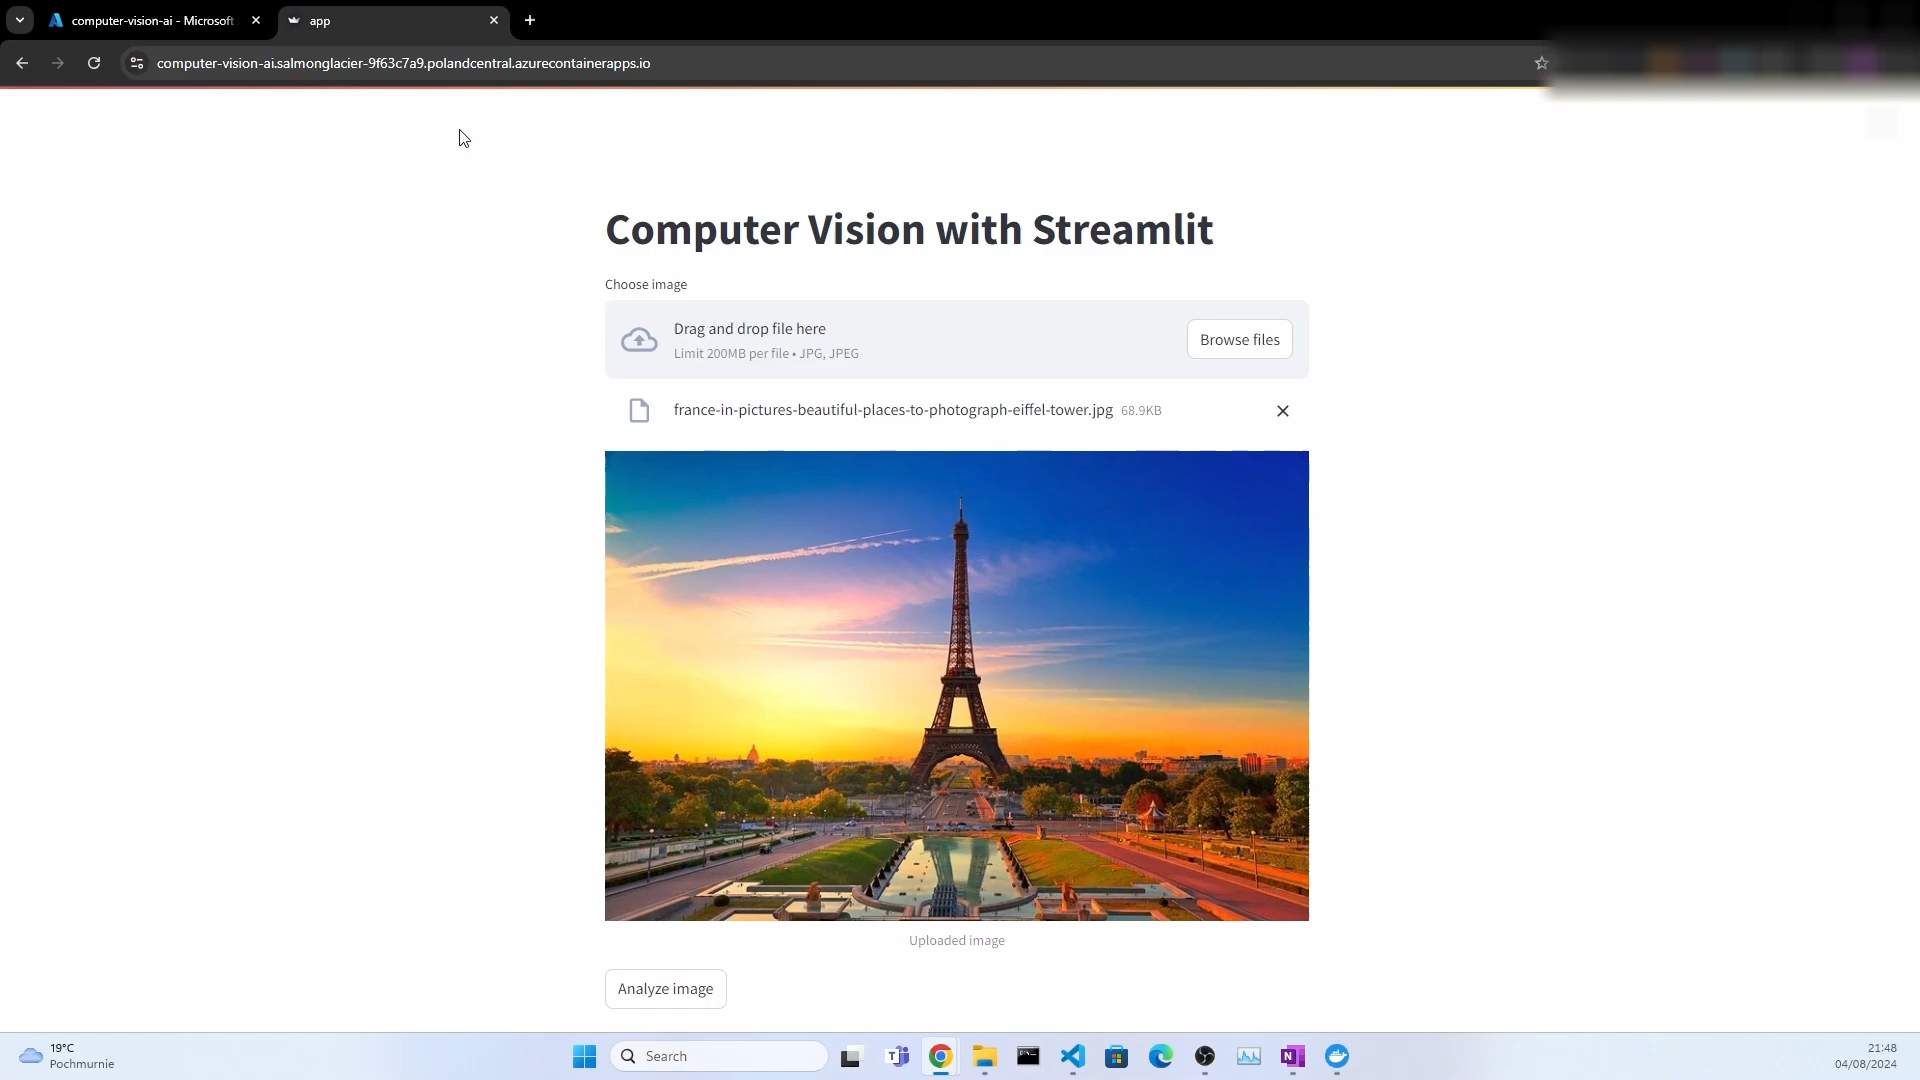 computer-vision-ai - Microsoft
app
computer-vision-ai.salmonglacier-9f63c7a9.polandcentral.azurecontainerapps.io
Computer Vision with Streamlit
Choose image
Drag and drop file here
Limit 200MB per file • JPG, JPEG
Browse files
france-in-pictures-beautiful-places-to-photograph-eiffel-tower.jpg 68.9KB
Uploaded image
Analyze image
19°C
Pochmurnie
Search
21:48
04/08/2024